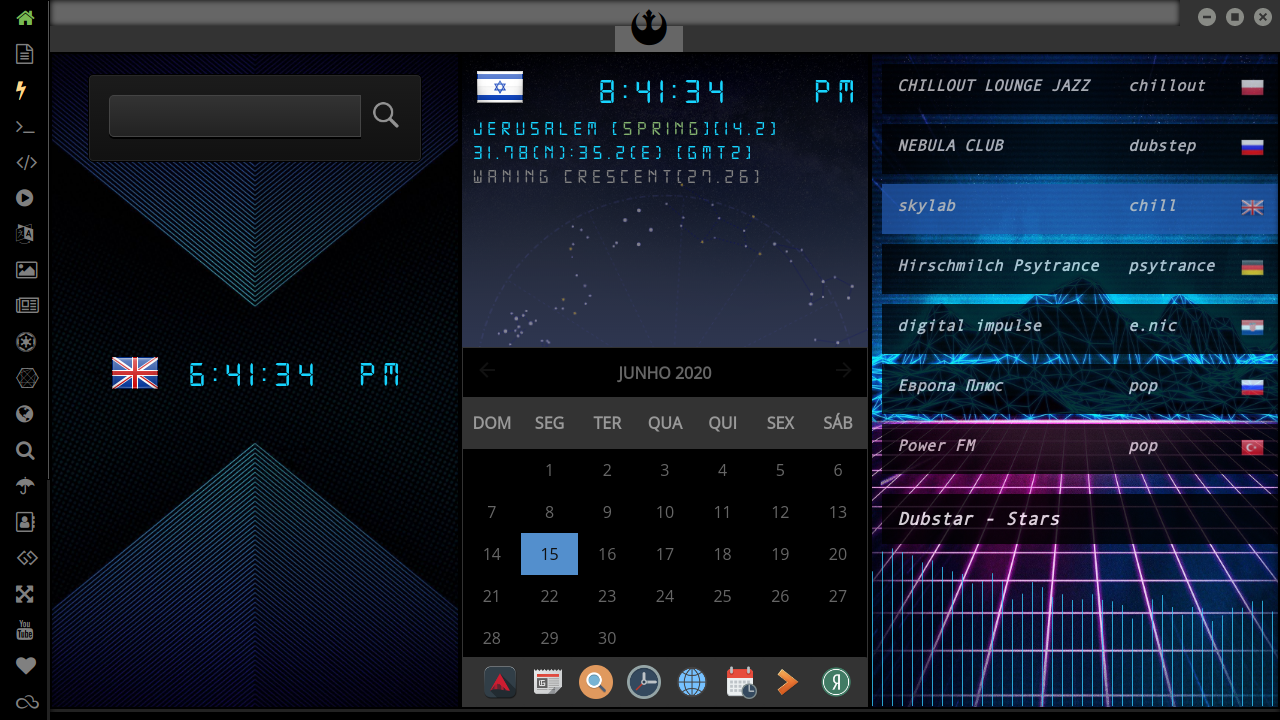 8:41:34 PM
JERUSALEM [SPRING][14.2]
31.78(N):35.2(E) [GMT2]
WANING CRESCENT[27.26]
6:41:34 PM
JUNHO 2020
DOM SEG TER QUA QUI SEX SÁB
1 2 3 4 5 6
7 8 9 10 11 12 13
14 15 16 17 18 19 20
21 22 23 24 25 26 27
28 29 30
CHILLOUT LOUNGE JAZZ chillout
NEBULA CLUB dubstep
skylab chill
Hirschmilch Psytrance psytrance
digital impulse e.nic
Европа Плюс pop
Power FM pop
Dubstar - Stars
You
Tube
Я